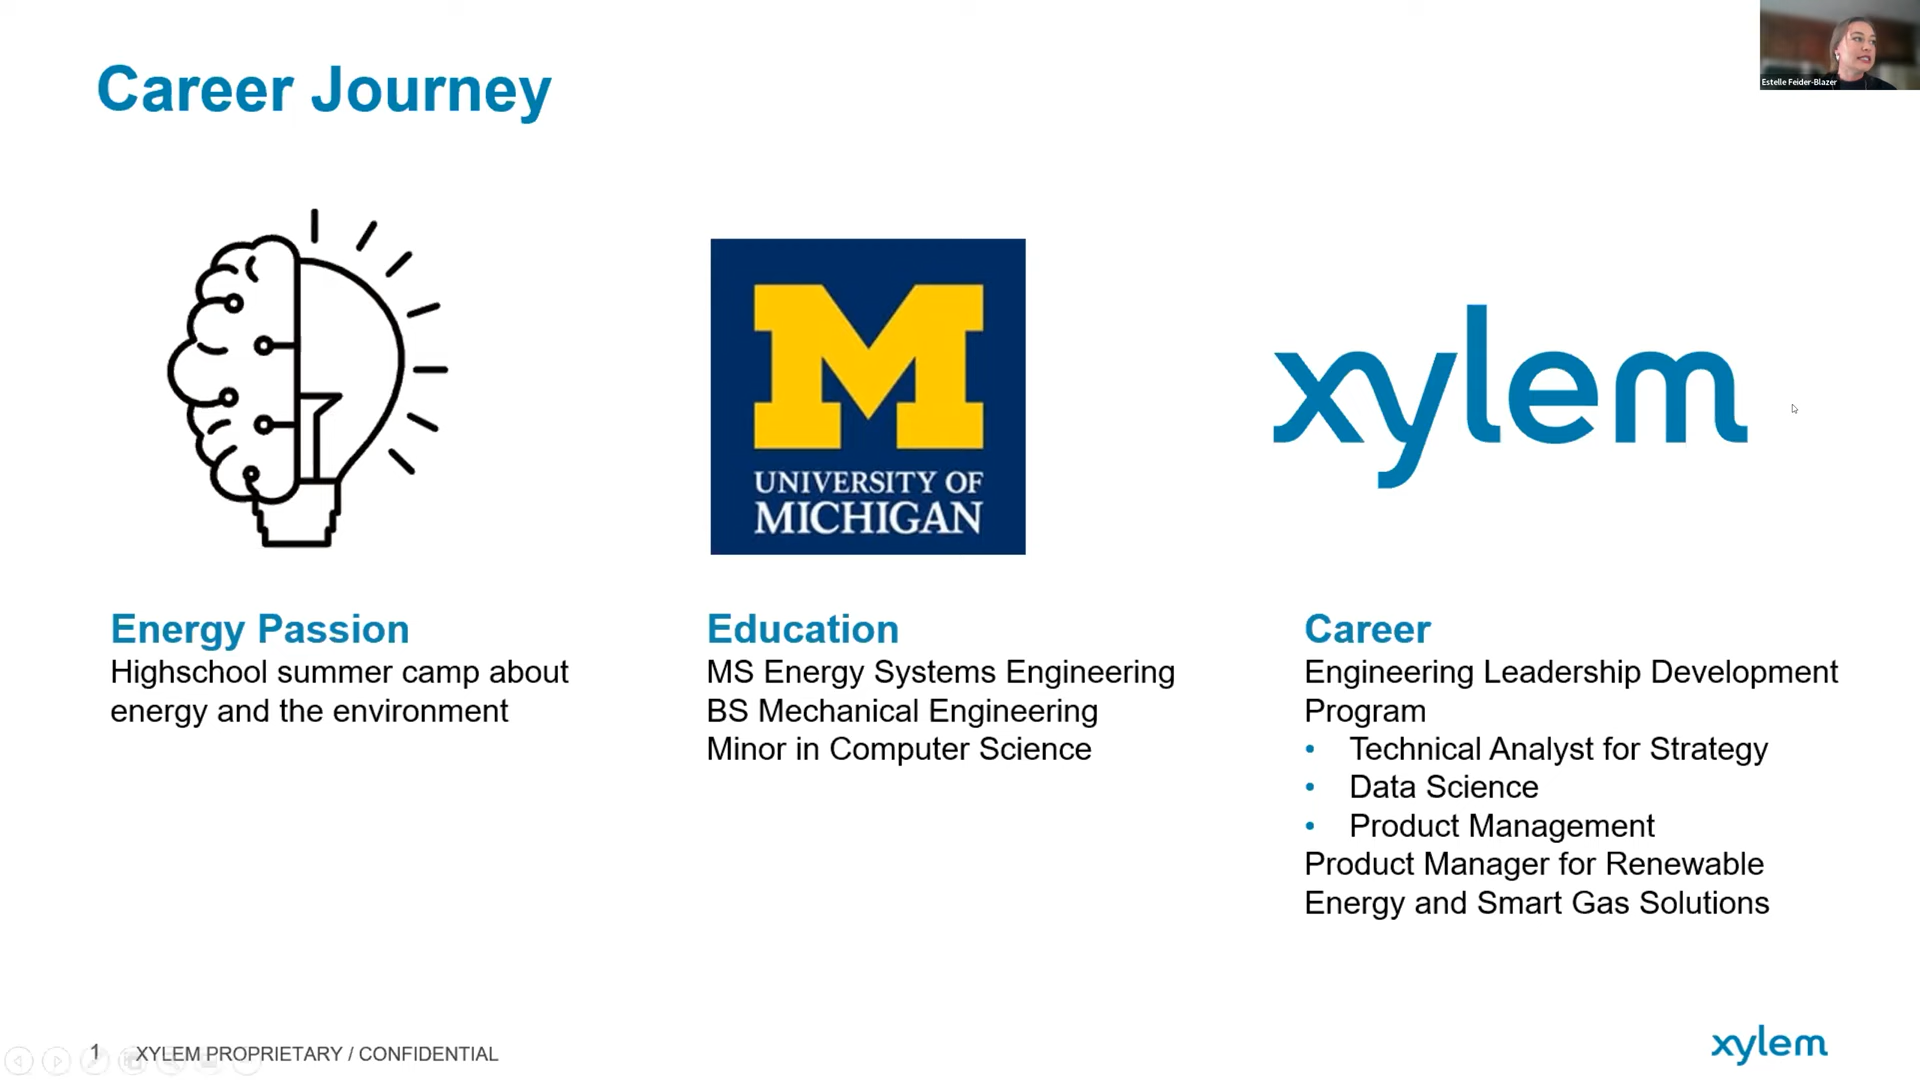 Career Journey
Estelle Feider-Blazer
M
UNIVERSITY OF
MICHIGAN
xylem
Energy Passion
Highschool summer camp about
energy and the environment
Education
MS Energy Systems Engineering
BS Mechanical Engineering
Minor in Computer Science
Career
Engineering Leadership Development
Program
• Technical Analyst for Strategy
• Data Science
• Product Management
Product Manager for Renewable
Energy and Smart Gas Solutions
1 XYLEM PROPRIETARY / CONFIDENTIAL
xylem